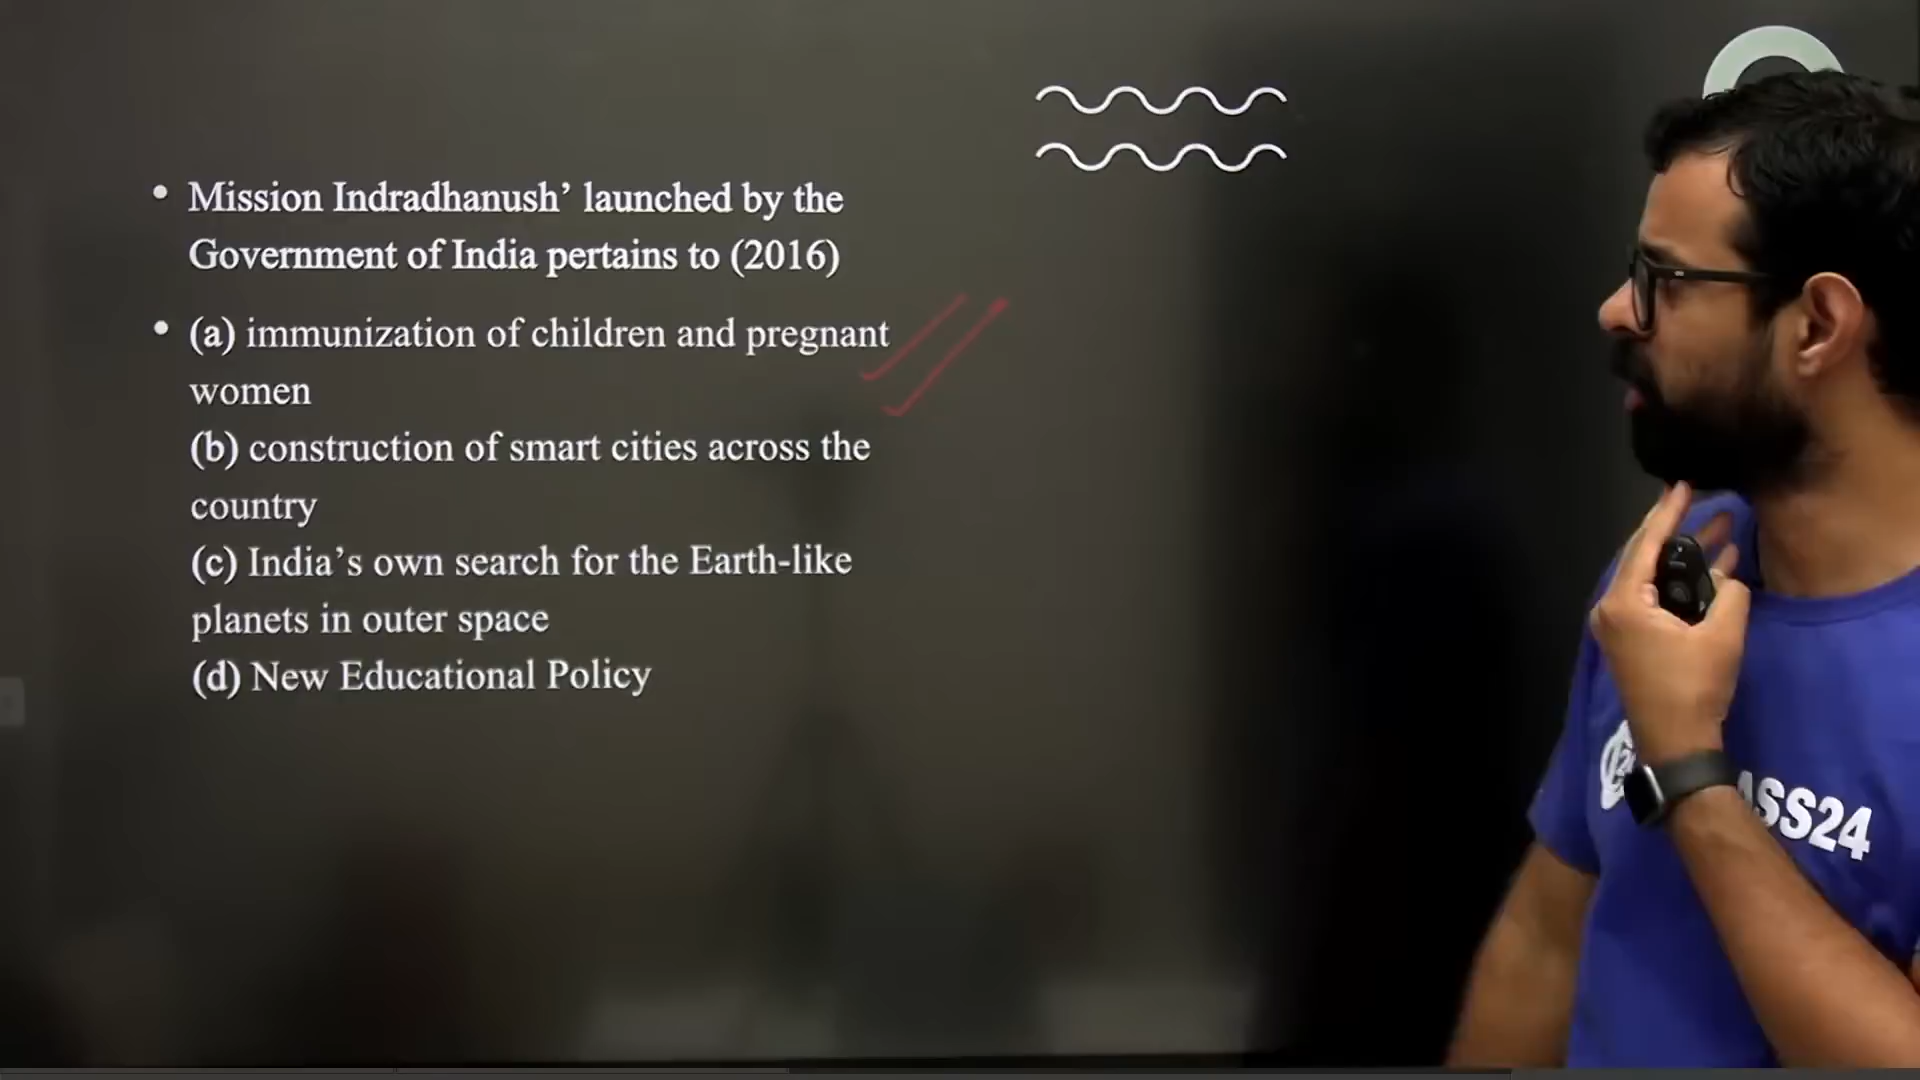 • Mission Indradhanush’ launched by the
Government of India pertains to (2016)
• (a) immunization of children and pregnant
women
(b) construction of smart cities across the
country
(c) India’s own search for the Earth-like
planets in outer space
(d) New Educational Policy
ASS24